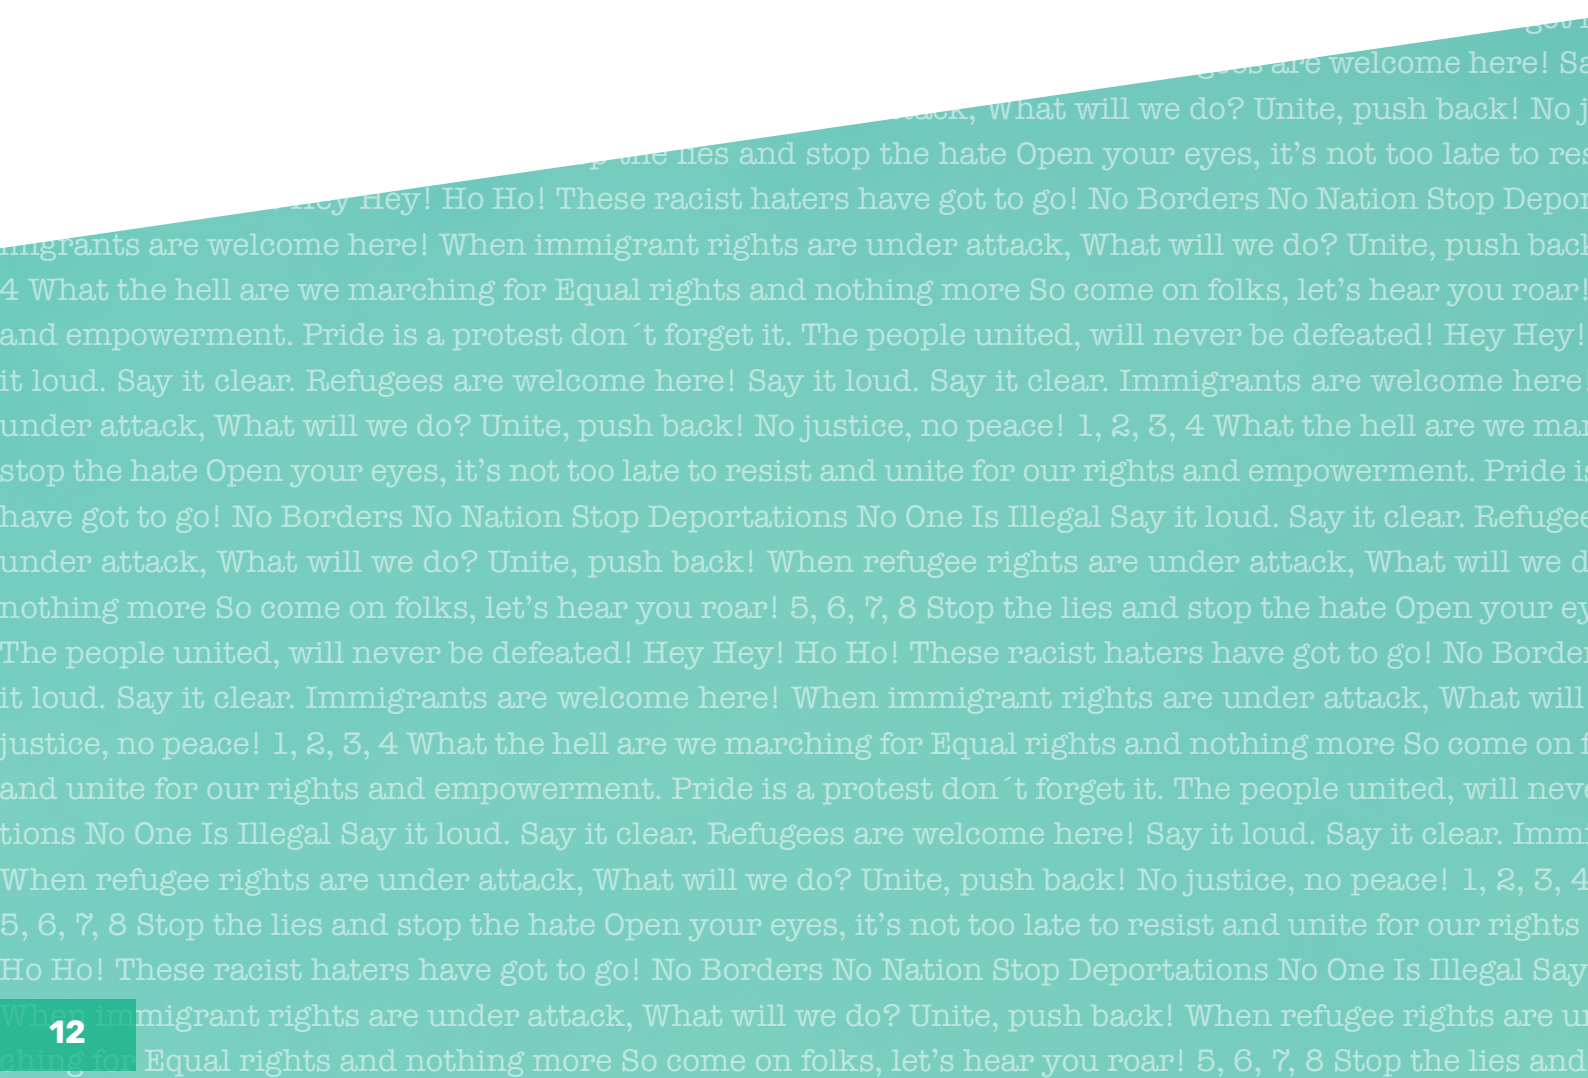 are welcome here! Sa
What will we do? Unite, push back! No j
the lies and stop the hate Open your eyes, it’s not too late to res
Hey Hey! Ho Ho! These racist haters have got to go! No Borders No Nation Stop Depor
migrants are welcome here! When immigrant rights are under attack, What will we do? Unite, push back
4 What the hell are we marching for Equal rights and nothing more So come on folks, let’s hear you roar!
and empowerment. Pride is a protest don´t forget it. The people united, will never be defeated! Hey Hey!
it loud. Say it clear. Refugees are welcome here! Say it loud. Say it clear. Immigrants are welcome here!
under attack, What will we do? Unite, push back! No justice, no peace! 1, 2, 3, 4 What the hell are we mar
stop the hate Open your eyes, it’s not too late to resist and unite for our rights and empowerment. Pride is
have got to go! No Borders No Nation Stop Deportations No One Is Illegal Say it loud. Say it clear. Refugee
under attack, What will we do? Unite, push back! When refugee rights are under attack, What will we d
nothing more So come on folks, let’s hear you roar! 5, 6, 7, 8 Stop the lies and stop the hate Open your ey
The people united, will never be defeated! Hey Hey! Ho Ho! These racist haters have got to go! No Border
it loud. Say it clear. Immigrants are welcome here! When immigrant rights are under attack, What will
justice, no peace! 1, 2, 3, 4 What the hell are we marching for Equal rights and nothing more So come on f
and unite for our rights and empowerment. Pride is a protest don´t forget it. The people united, will neve
tions No One Is Illegal Say it loud. Say it clear. Refugees are welcome here! Say it loud. Say it clear. Immi
When refugee rights are under attack, What will we do? Unite, push back! No justice, no peace! 1, 2, 3, 4
5, 6, 7, 8 Stop the lies and stop the hate Open your eyes, it’s not too late to resist and unite for our rights
Ho Ho! These racist haters have got to go! No Borders No Nation Stop Deportations No One Is Illegal Say
When immigrant rights are under attack, What will we do? Unite, push back! When refugee rights are un
12
ching for Equal rights and nothing more So come on folks, let’s hear you roar! 5, 6, 7, 8 Stop the lies and